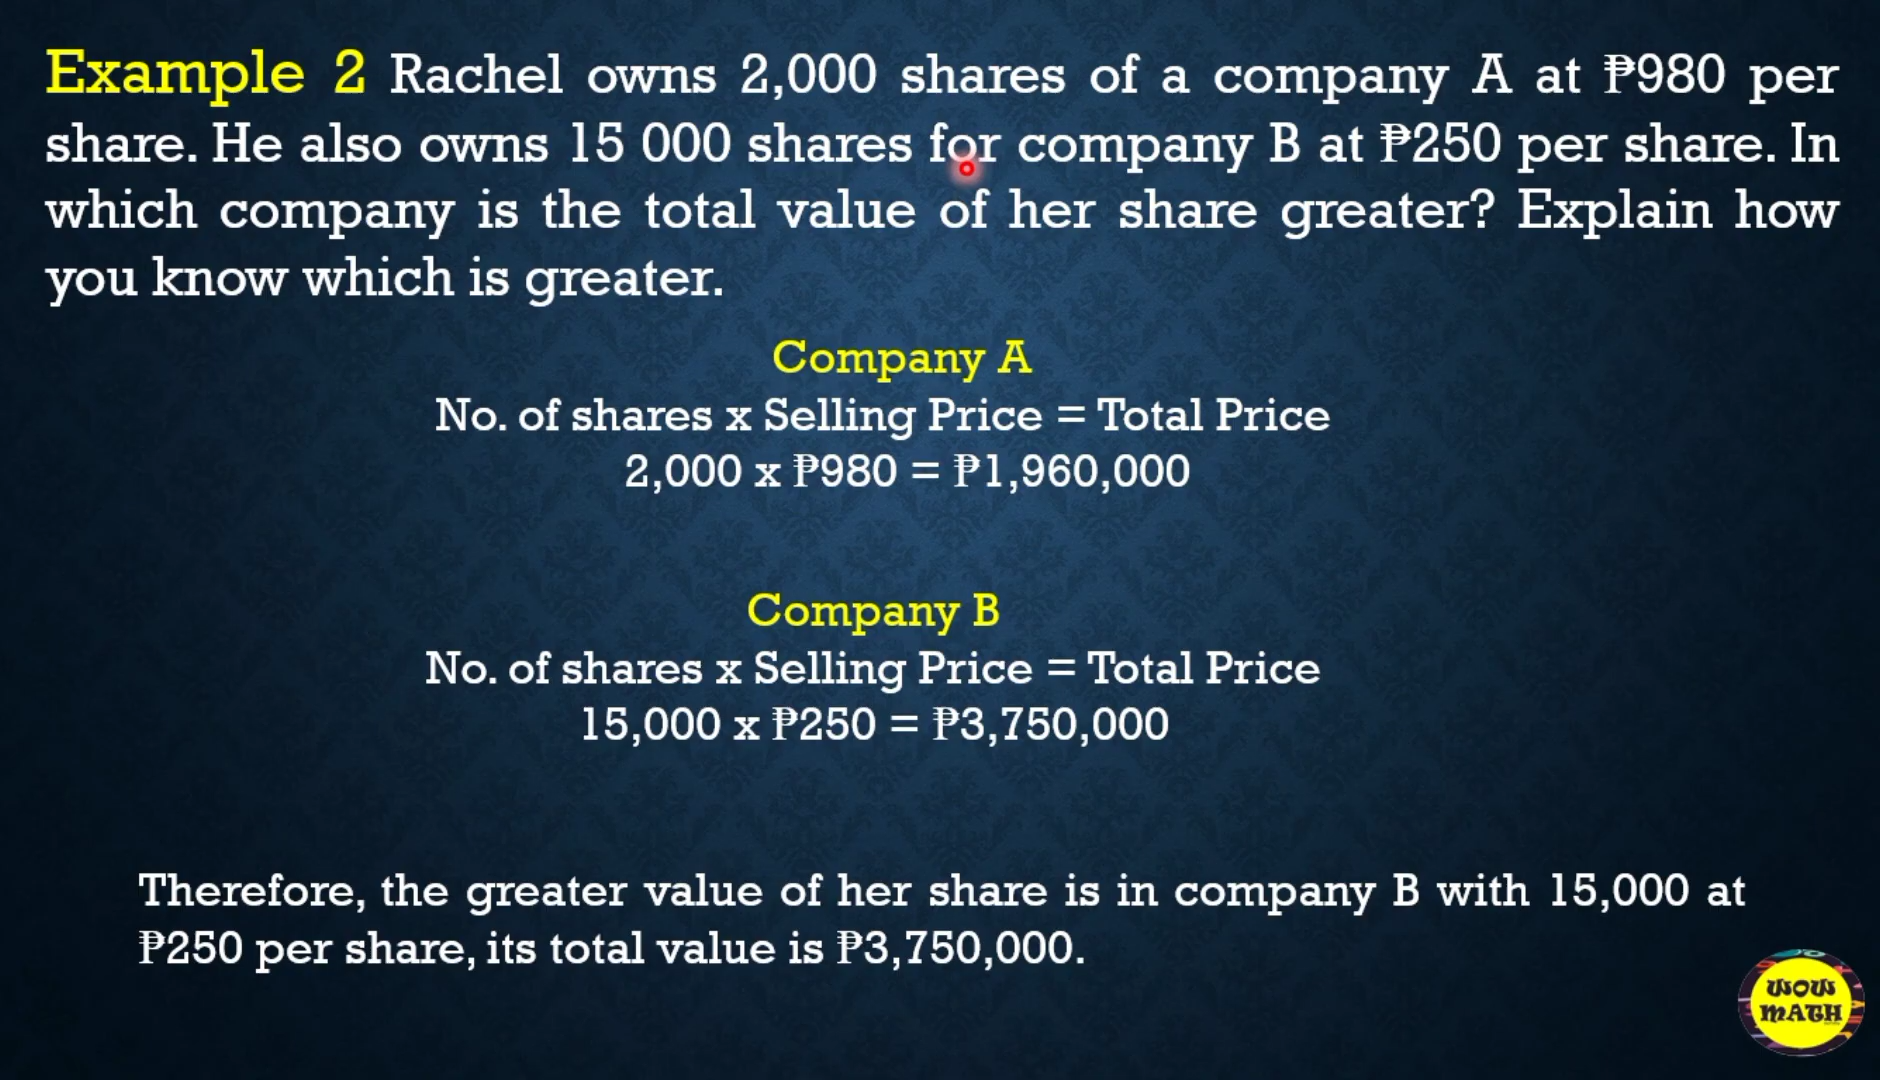 Example 2 Rachel owns 2,000 shares of a company A at ₱980 per
share. He also owns 15 000 shares for company B at ₱250 per share. In
which company is the total value of her share greater? Explain how
you know which is greater.
Company A
No. of shares x Selling Price = Total Price
2,000 x ₱980 = ₱1,960,000
Company B
No. of shares x Selling Price = Total Price
15,000 x ₱250 = ₱3,750,000
Therefore, the greater value of her share is in company B with 15,000 at
₱250 per share, its total value is ₱3,750,000.
WOW
MATH